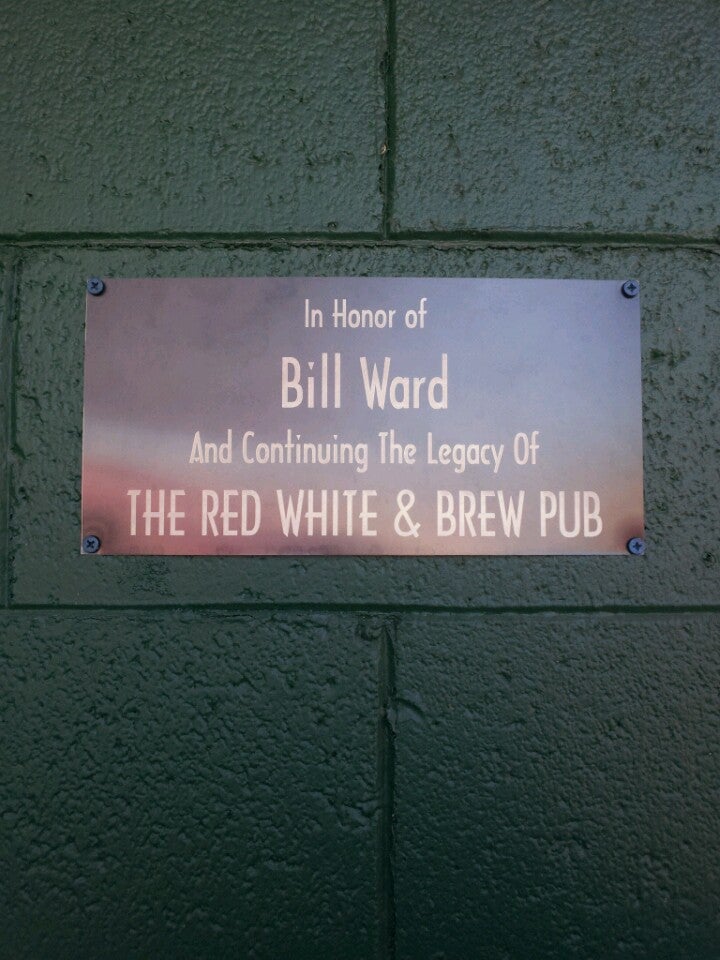 In Honor of
Bill Ward
And Continuing The Legacy Of
THE RED WHITE & BREW PUB